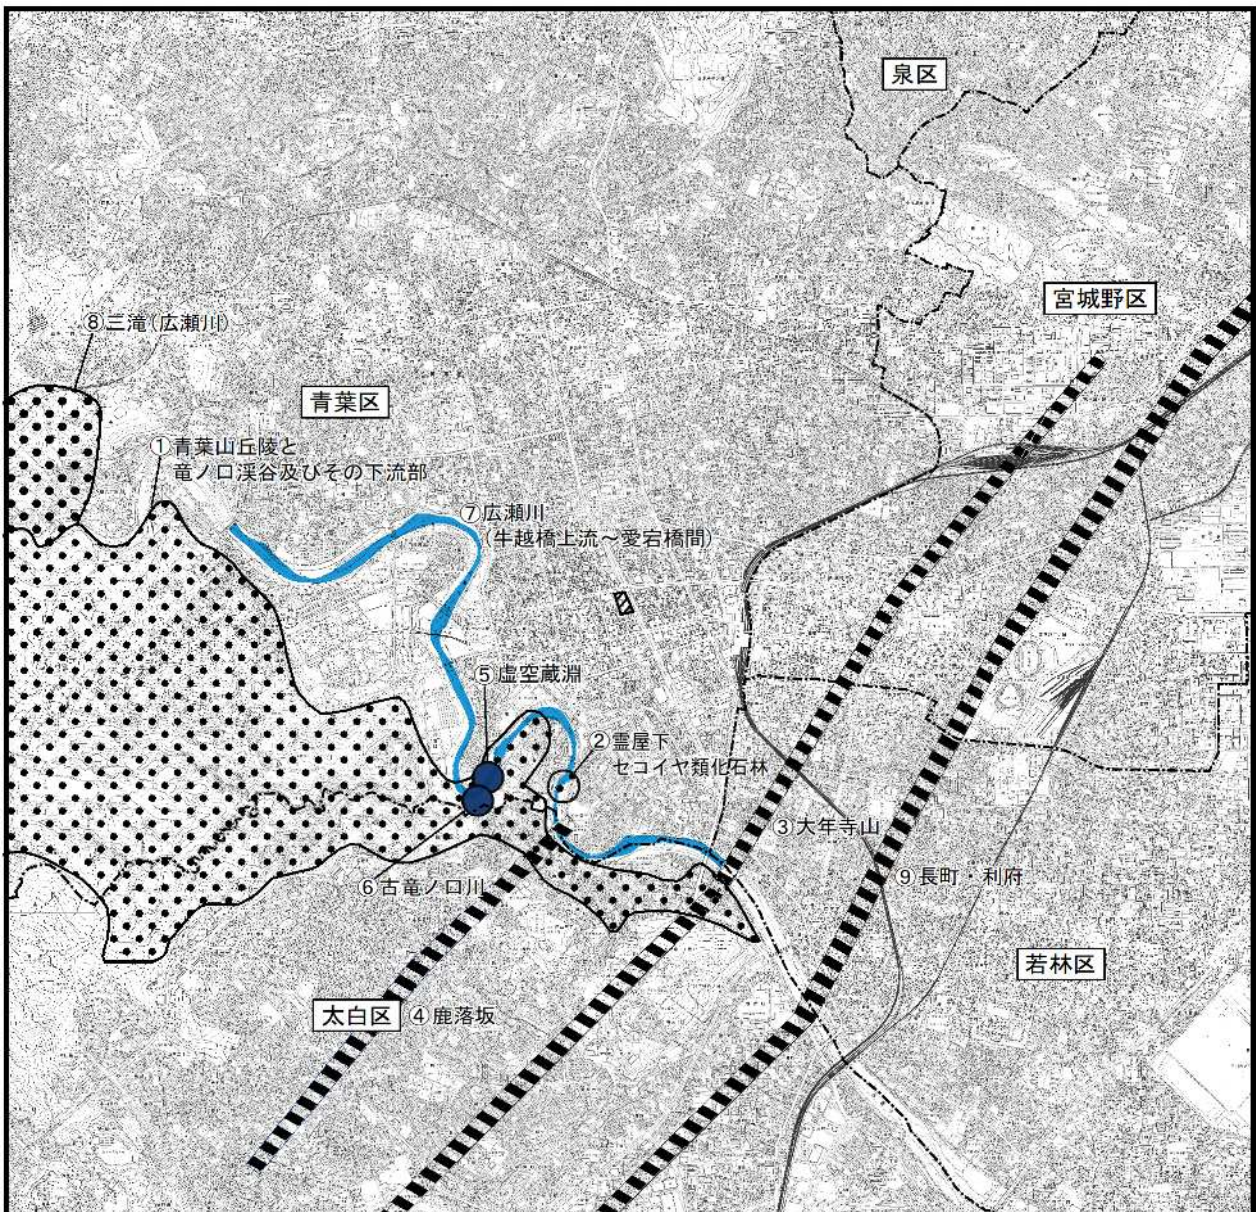 泉区
宮城野区
⑧三滝(広瀬川)
青葉区
①青葉山丘陵と
竜ノ口渓谷及びその下流部
⑦広瀬川
(牛越橋上流～愛宕橋間)
⑤虚空蔵淵
②霊屋下
セコイヤ類化石林
③大年寺山
⑥古竜ノ口川
⑨長町・利府
若林区
太白区
④鹿落坂